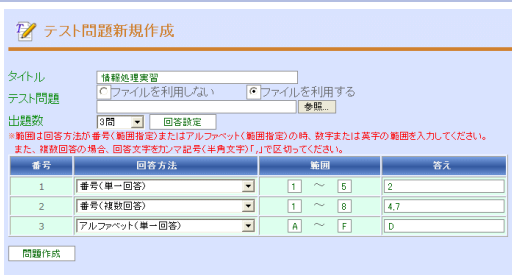 テスト問題新規作成
タイトル 情報処理実習
テスト問題 ファイルを利用しない ファイルを利用する
参照...
出題数 3問 回答設定
※範囲は回答方法が番号(範囲指定)またはアルファベット(範囲指定)の時、数字または英字の範囲を入力してください。
また、複数回答の場合、回答文字をカンマ記号(半角文字)「,」で区切ってください。
番号 回答方法 範囲 答え
1 番号(単一回答) 1 ～ 5 2
2 番号(複数回答) 1 ～ 8 4,7
3 アルファベット(単一回答) A ～ F D
問題作成